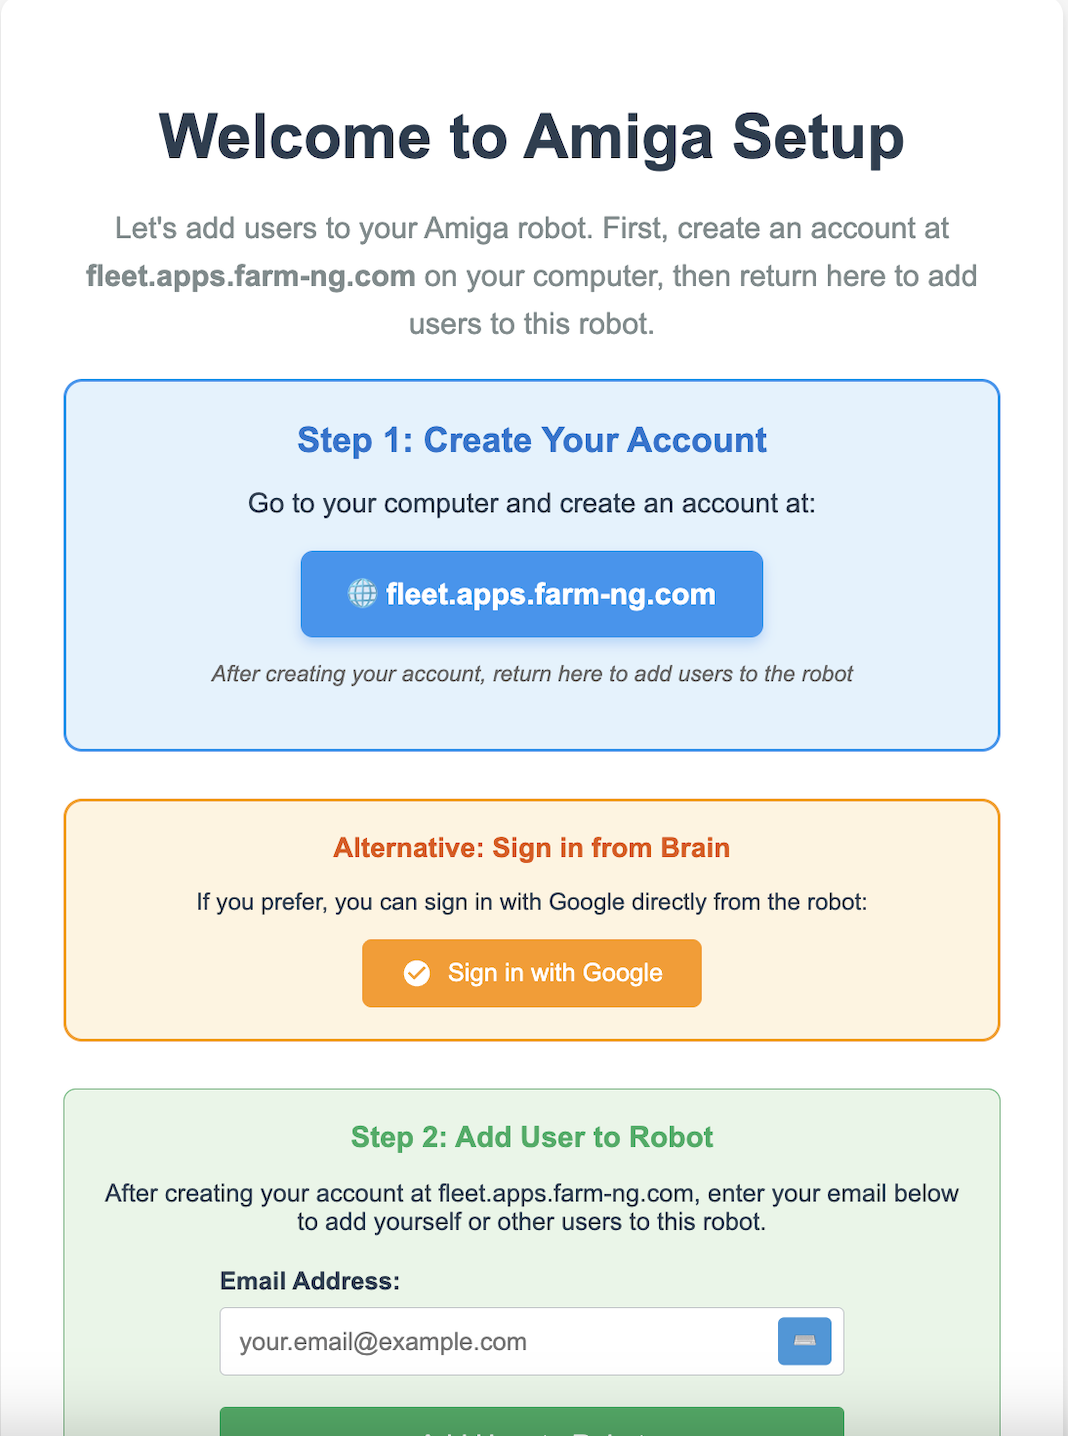 Welcome to Amiga Setup
Let's add users to your Amiga robot. First, create an account at
fleet.apps.farm-ng.com on your computer, then return here to add
users to this robot.
Step 1: Create Your Account
Go to your computer and create an account at:
fleet.apps.farm-ng.com
After creating your account, return here to add users to the robot
Alternative: Sign in from Brain
If you prefer, you can sign in with Google directly from the robot:
Sign in with Google
Step 2: Add User to Robot
After creating your account at fleet.apps.farm-ng.com, enter your email below
to add yourself or other users to this robot.
Email Address:
your.email@example.com